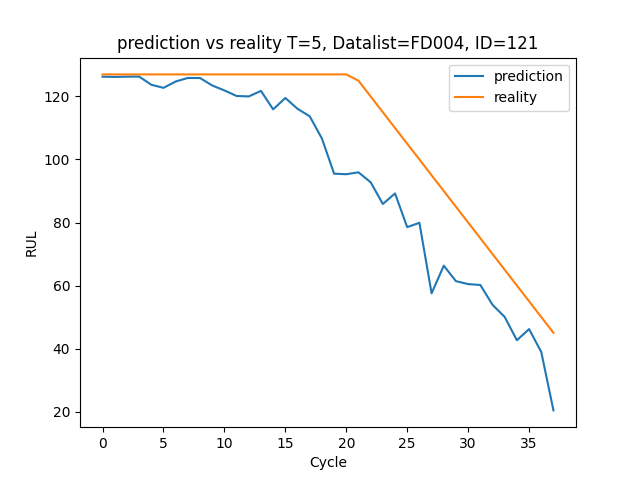 prediction vs reality T=5, Datalist=FD004, ID=121
prediction
reality
120
100
80
60
40
20
RUL
0 5 10 15 20 25 30 35
Cycle